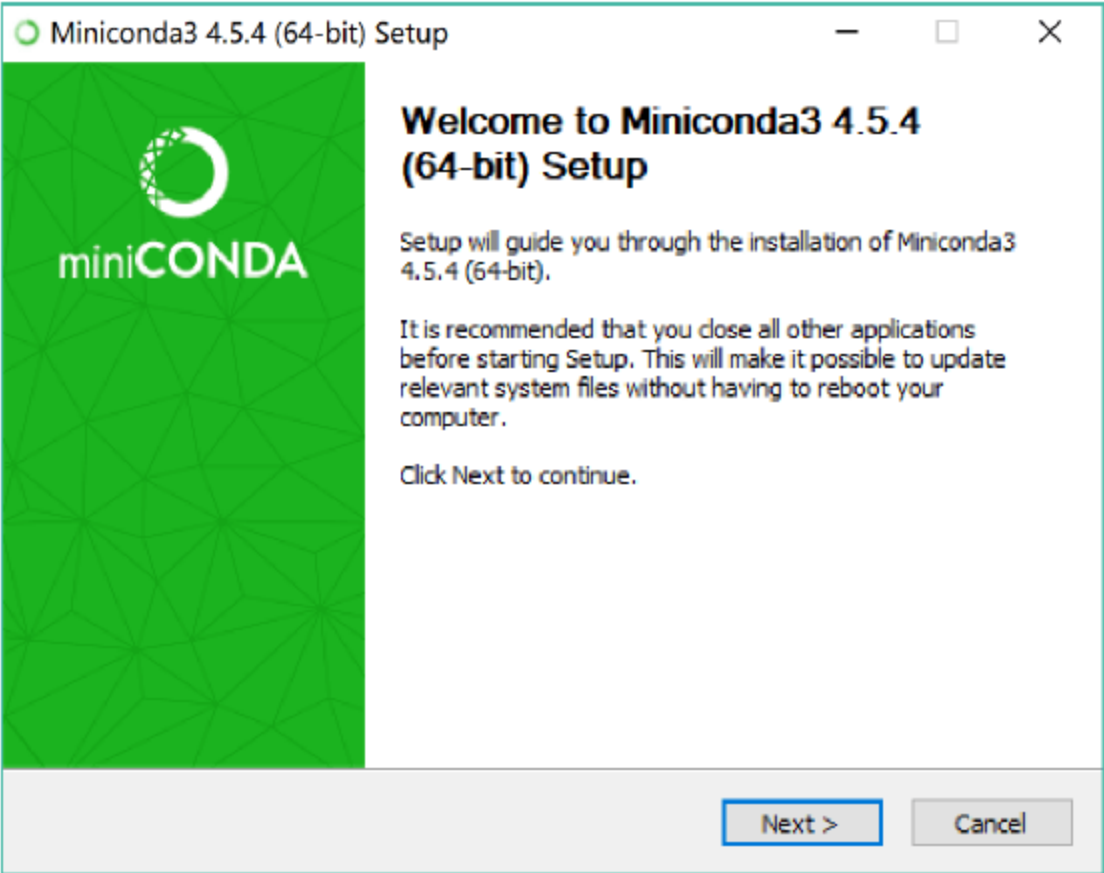 Miniconda3 4.5.4 (64-bit) Setup
miniCONDA
Welcome to Miniconda3 4.5.4
(64-bit) Setup
Setup will guide you through the installation of Miniconda3
4.5.4 (64-bit).
It is recommended that you close all other applications
before starting Setup. This will make it possible to update
relevant system files without having to reboot your
computer.
Click Next to continue.
Next >
Cancel